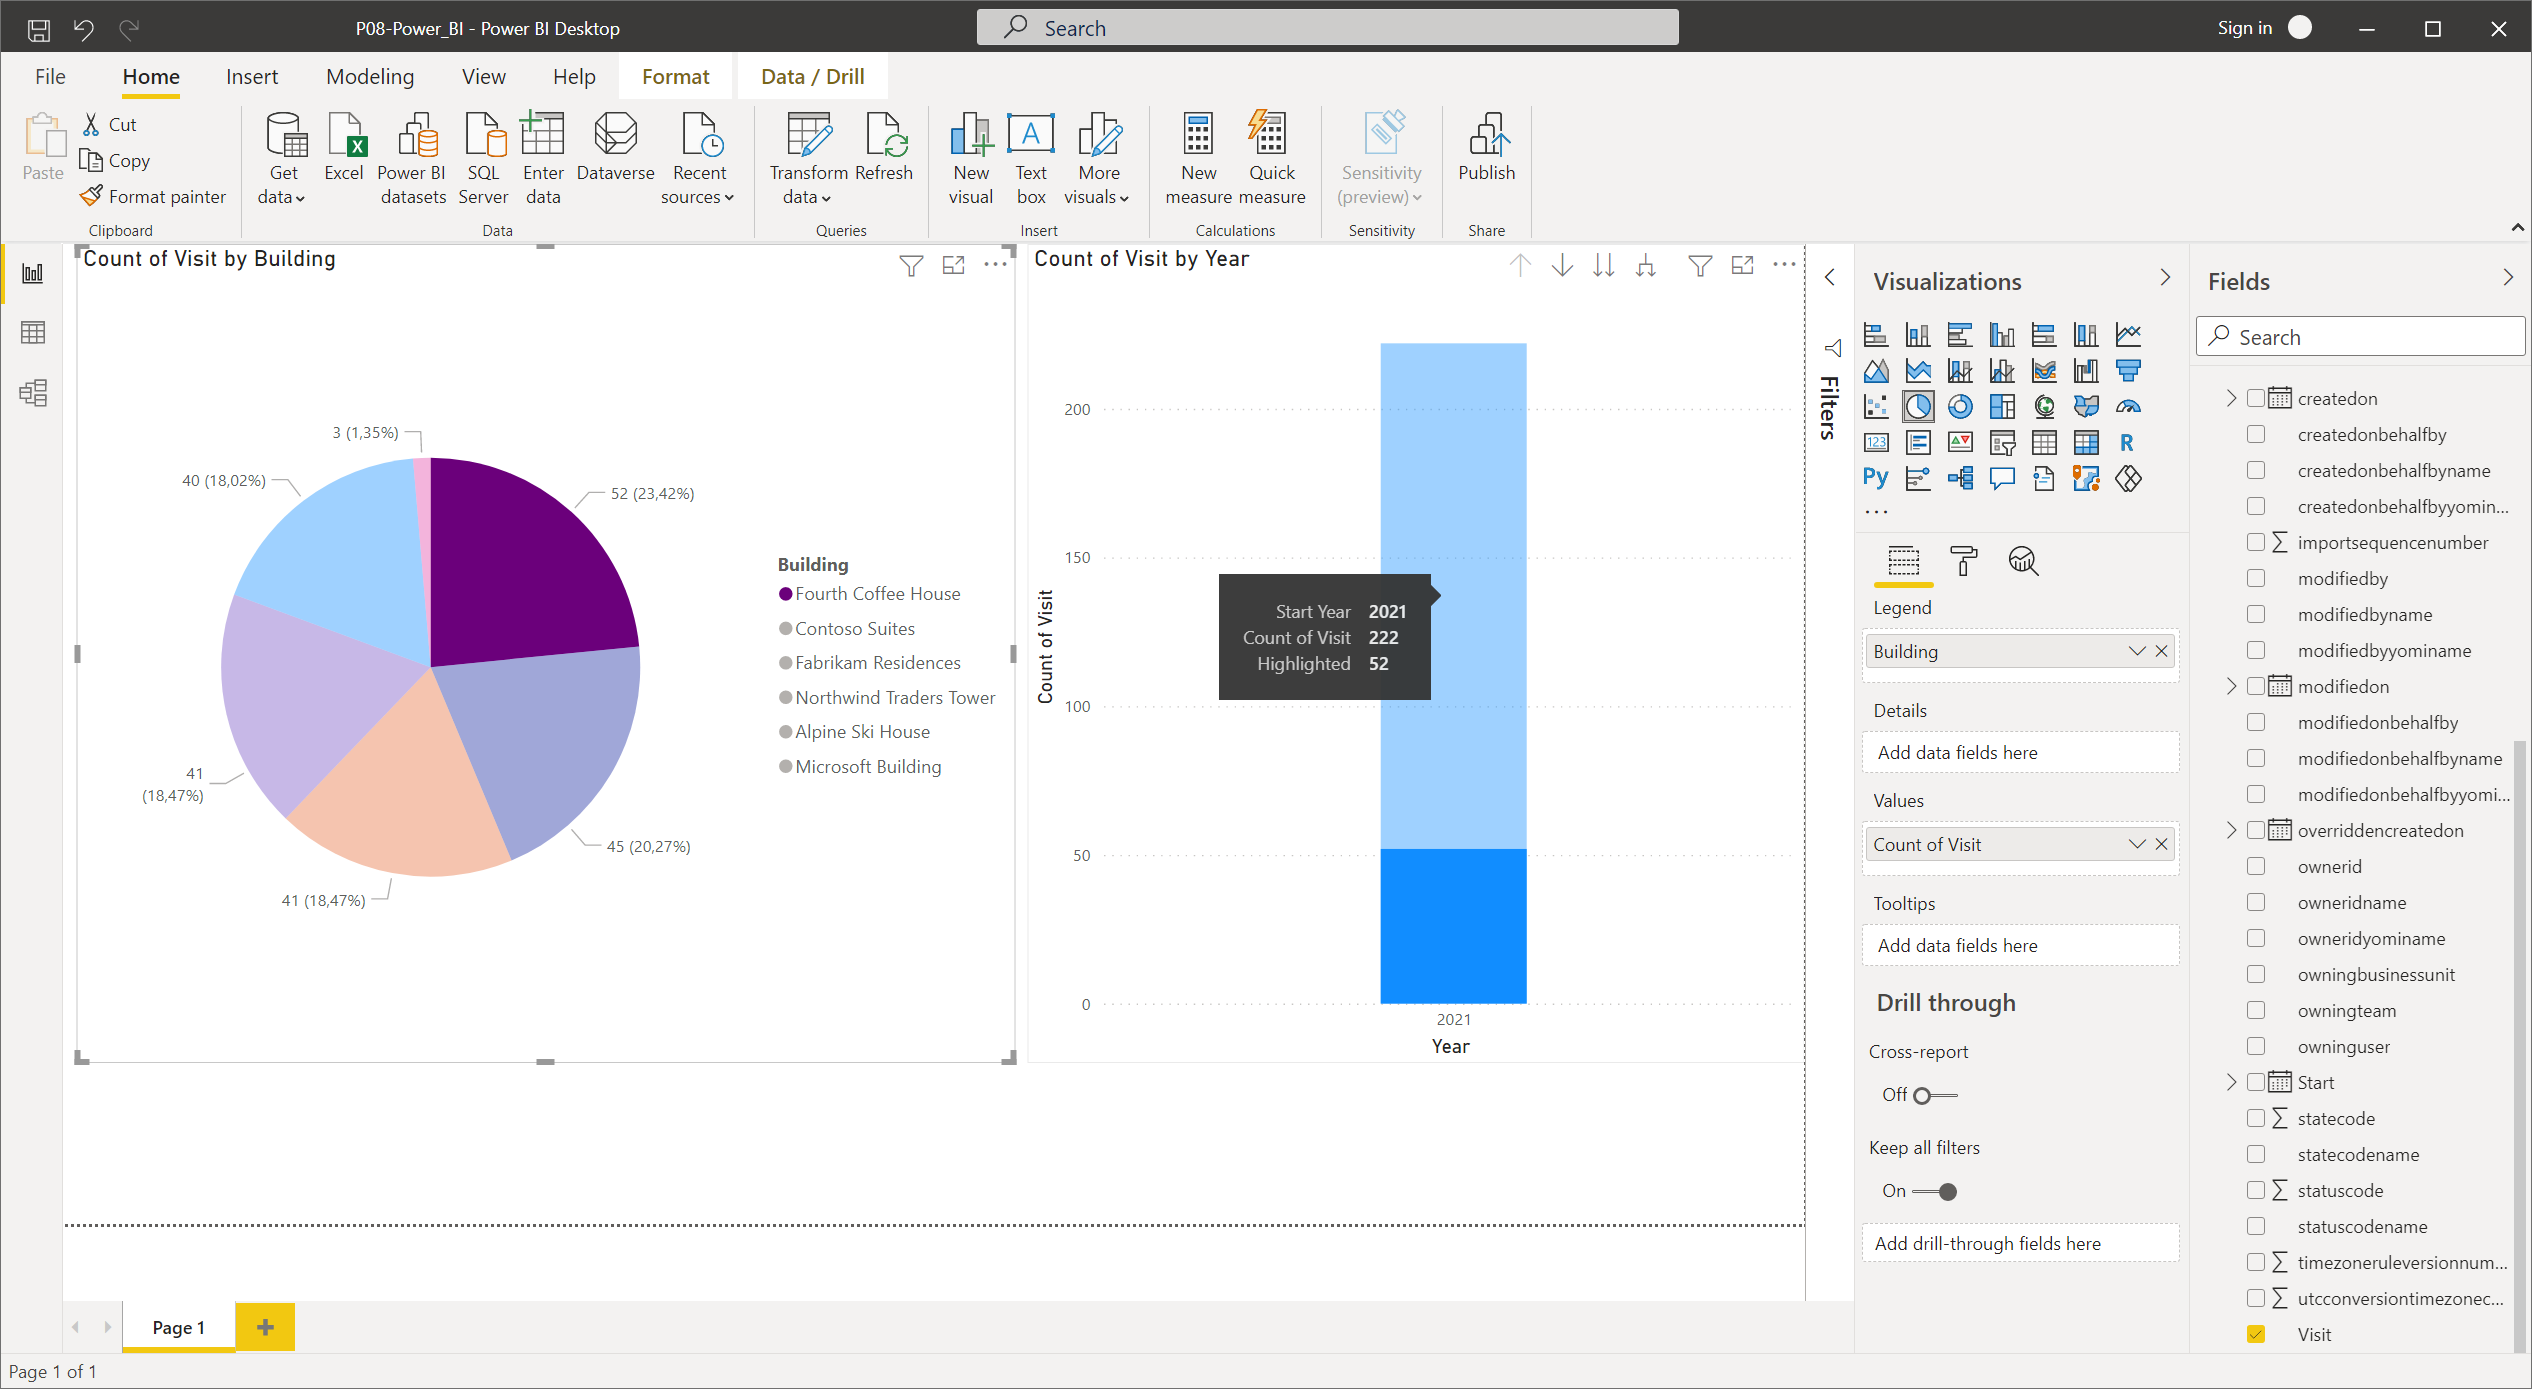 P08-Power_BI - Power BI Desktop
Search
Sign in
File
Home
Insert
Modeling
View
Help
Format
Data / Drill
Paste
Cut
Copy
Format painter
Clipboard
Get
data
Excel
Power BI
datasets
SQL
Server
Enter
data
Dataverse
Recent
sources
Data
Transform
data
Refresh
Queries
New
visual
A
Text
box
More
visuals
Insert
New
measure
Quick
measure
Calculations
Sensitivity
(preview)
Sensitivity
Publish
Share
Count of Visit by Building
3 (1,35%)
40 (18,02%)
52 (23,42%)
41
(18,47%)
45 (20,27%)
41 (18,47%)
Building
Fourth Coffee House
Contoso Suites
Fabrikam Residences
Northwind Traders Tower
Alpine Ski House
Microsoft Building
Count of Visit by Year
Count of Visit
200
150
100
50
0
2021
Year
Start Year 2021
Count of Visit 222
Highlighted 52
Filters
Visualizations
123
R
Py
Legend
Building
Details
Add data fields here
Values
Count of Visit
Tooltips
Add data fields here
Drill through
Cross-report
Off
Keep all filters
On
Add drill-through fields here
Fields
Search
createdon
createdonbehalfby
createdonbehalfbyname
createdonbehalfbyyomin...
importsequencenumber
modifiedby
modifiedbyname
modifiedbyyominame
modifiedon
modifiedonbehalfby
modifiedonbehalfbyname
modifiedonbehalfbyyomi...
overriddencreatedon
ownerid
owneridname
owneridyominame
owningbusinessunit
owningteam
owninguser
Start
statecode
statecodename
statuscode
statuscodename
timezoneruleversionnum...
utcconversiontimezonec...
Visit
Page 1
Page 1 of 1